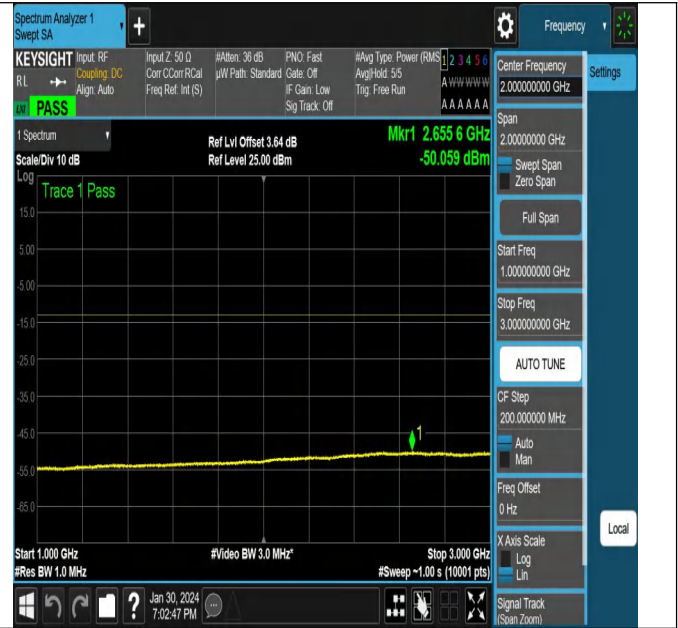 Spectrum Analyzer 1
Swept SA
Frequency
KEYSIGHT
RL
Input: RF
Coupling: DC
Align: Auto
Input Z: 50 Ω
Corr CCorr RCal
Freq Ref: Int (S)
#Atten: 36 dB
µW Path: Standard
PNO: Fast
Gate: Off
IF Gain: Low
Sig Track: Off
#Avg Type: Power (RMS
Avg|Hold: 5/5
Trig: Free Run
1 2 3 4 5 6
A W W W W W
A A A A A A
LXI PASS
1 Spectrum
Scale/Div 10 dB
Ref Lvl Offset 3.64 dB
Ref Level 25.00 dBm
Mkr1 2.655 6 GHz
-50.059 dBm
Log
Trace 1 Pass
15.0
5.00
-5.00
-15.0
-25.0
-35.0
-45.0
-55.0
-65.0
1
Start 1.000 GHz
#Res BW 1.0 MHz
#Video BW 3.0 MHz*
Stop 3.000 GHz
#Sweep ~1.00 s (10001 pts)
Jan 30, 2024
7:02:47 PM
Center Frequency
2.000000000 GHz
Settings
Span
2.00000000 GHz
Swept Span
Zero Span
Full Span
Start Freq
1.000000000 GHz
Stop Freq
3.000000000 GHz
AUTO TUNE
CF Step
200.000000 MHz
Auto
Man
Freq Offset
0 Hz
X Axis Scale
Log
Lin
Local
Signal Track
(Span Zoom)